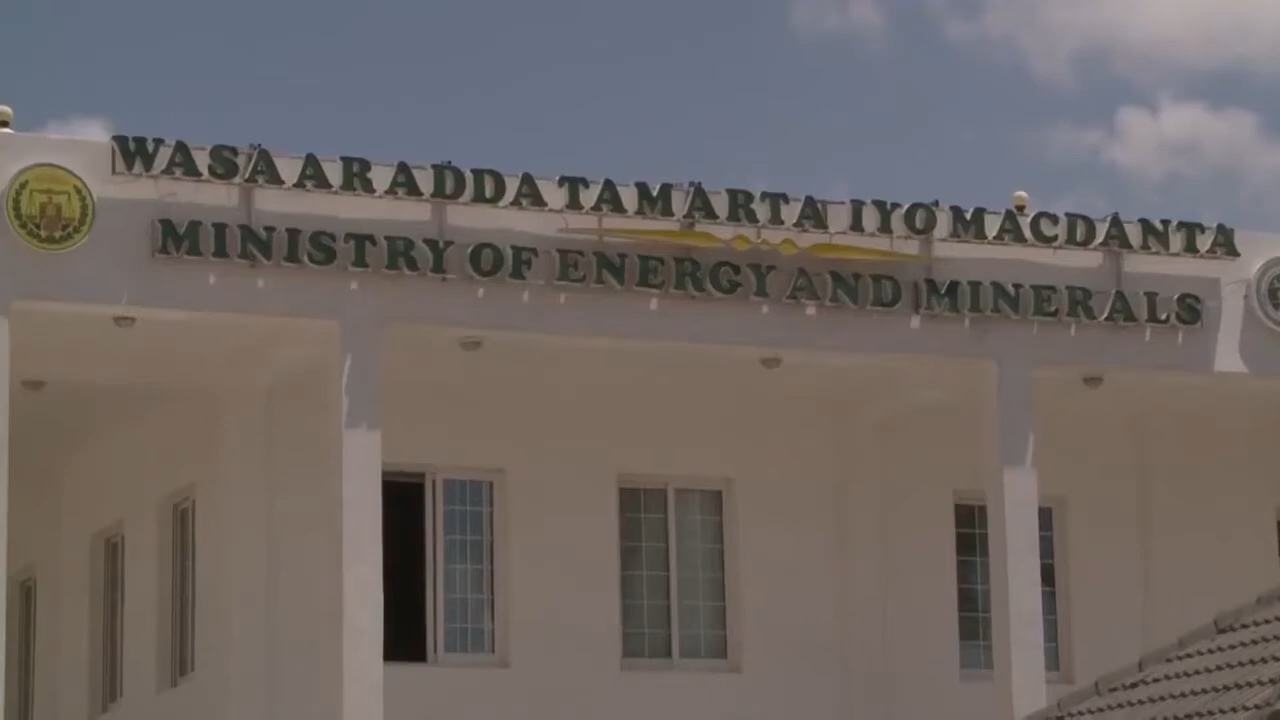 WASAARADDA TAMARTA IYO MACDANTA
MINISTRY OF ENERGY AND MINERALS